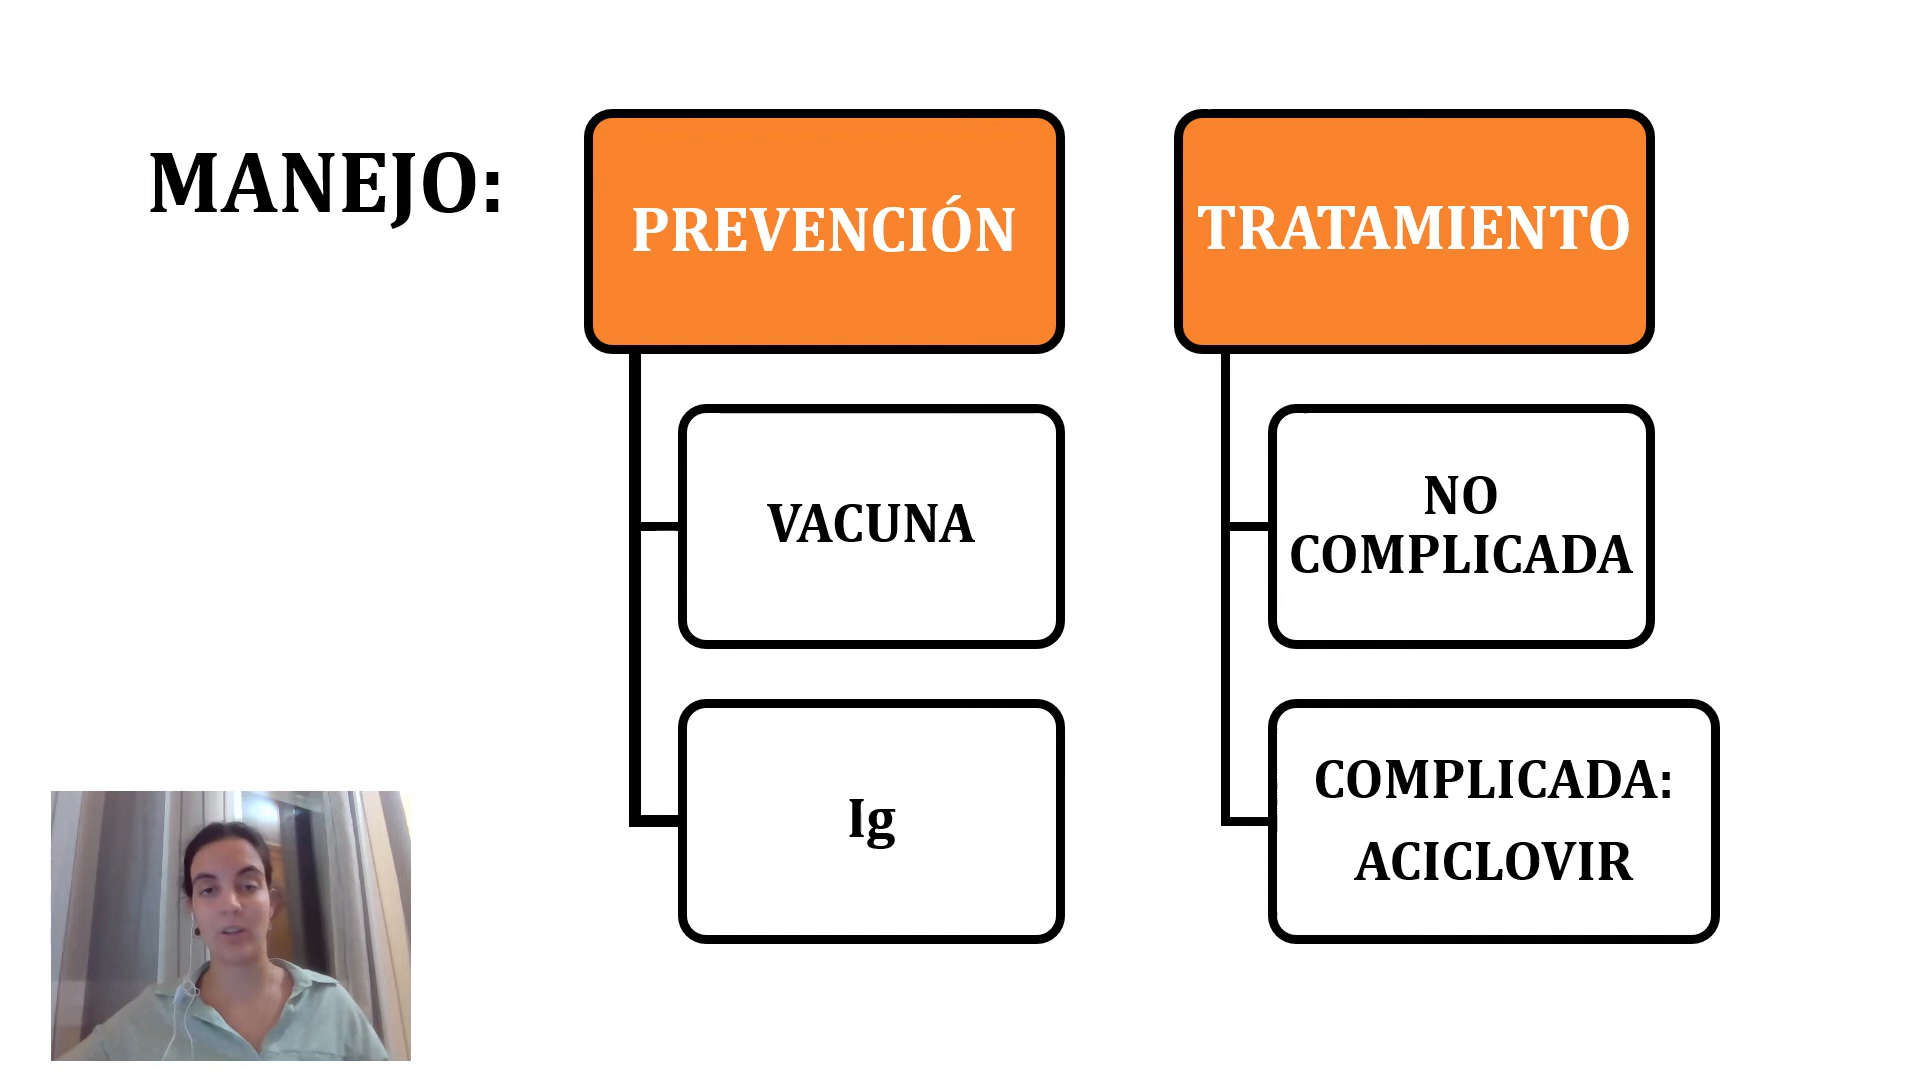 MANEJO:
PREVENCIÓN
VACUNA
Ig
TRATAMIENTO
NO
COMPLICADA
COMPLICADA:
ACICLOVIR